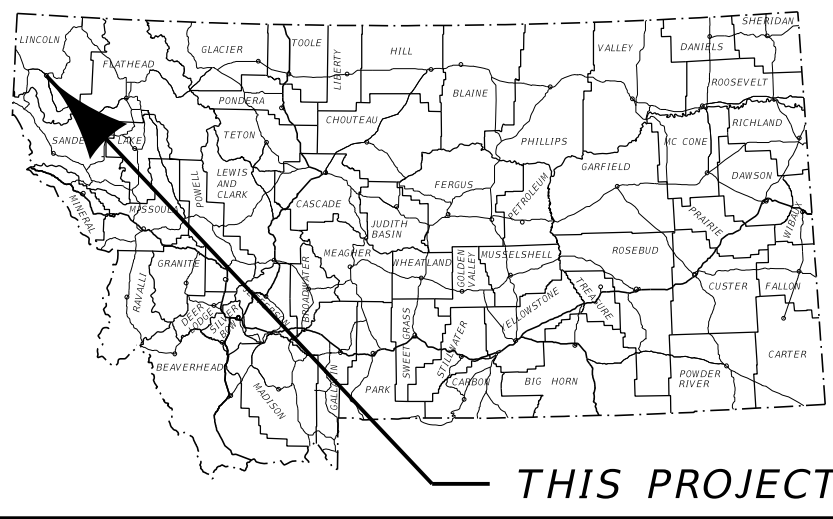 LINCOLN
FLATHEAD
GLACIER
TOOLE
LIBERTY
HILL
BLAINE
VALLEY
DANIELS
SHERIDAN
ROOSEVELT
PONDERA
TETON
CHOUTEAU
PHILLIPS
MC CONE
RICHLAND
LAKE
LEWIS
AND
CLARK
POWELL
CASCADE
FERGUS
PETROLEUM
GARFIELD
DAWSON
PRAIRIE
WIBAUX
MINERAL
MISSOULA
JUDITH
BASIN
MEAGHER
WHEATLAND
GOLDEN
VALLEY
MUSSELSHELL
ROSEBUD
TREASURE
CUSTER
FALLON
RAVALLI
GRANITE
DEER
LODGE
SILVER
BROADWATER
SWEET GRASS
STILLWATER
YELLOWSTONE
CARTER
BEAVERHEAD
MADISON
GALLATIN
PARK
CARBON
BIG HORN
POWDER
RIVER
THIS PROJECT